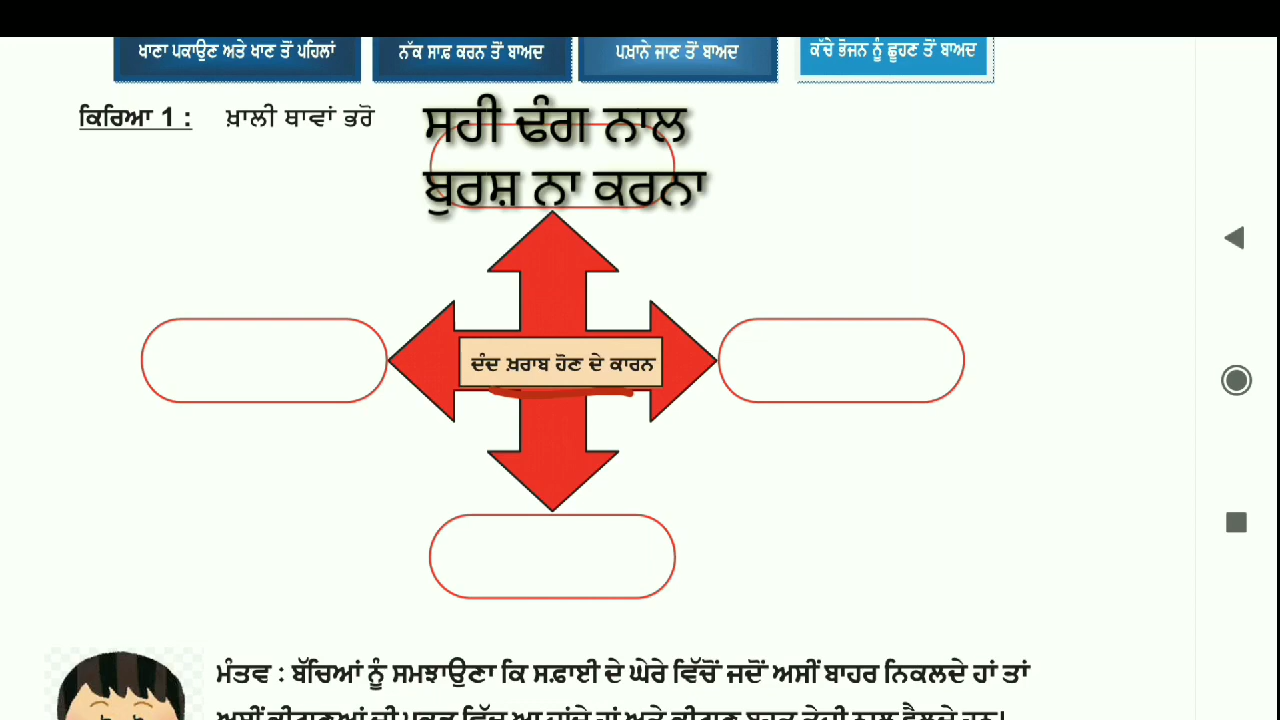 ਖਾਣਾ ਪਕਾਉਣ ਅਤੇ ਖਾਣ ਤੋਂ ਪਹਿਲਾਂ
ਨੱਕ ਸਾਫ਼ ਕਰਨ ਤੋਂ ਬਾਅਦ
ਪਖ਼ਾਨੇ ਜਾਣ ਤੋਂ ਬਾਅਦ
ਕੱਚੇ ਭੋਜਨ ਨੂੰ ਛੂਹਣ ਤੋਂ ਬਾਅਦ
ਕਿਰਿਆ 1 : ਖ਼ਾਲੀ ਥਾਵਾਂ ਭਰੋ
ਸਹੀ ਢੰਗ ਨਾਲ
ਬੁਰਸ਼ ਨਾ ਕਰਨਾ
ਦੰਦ ਖ਼ਰਾਬ ਹੋਣ ਦੇ ਕਾਰਨ
ਮੰਤਵ : ਬੱਚਿਆਂ ਨੂੰ ਸਮਝਾਉਣਾ ਕਿ ਸਫ਼ਾਈ ਦੇ ਘੇਰੇ ਵਿੱਚੋਂ ਜਦੋਂ ਅਸੀਂ ਬਾਹਰ ਨਿਕਲਦੇ ਹਾਂ ਤਾਂ